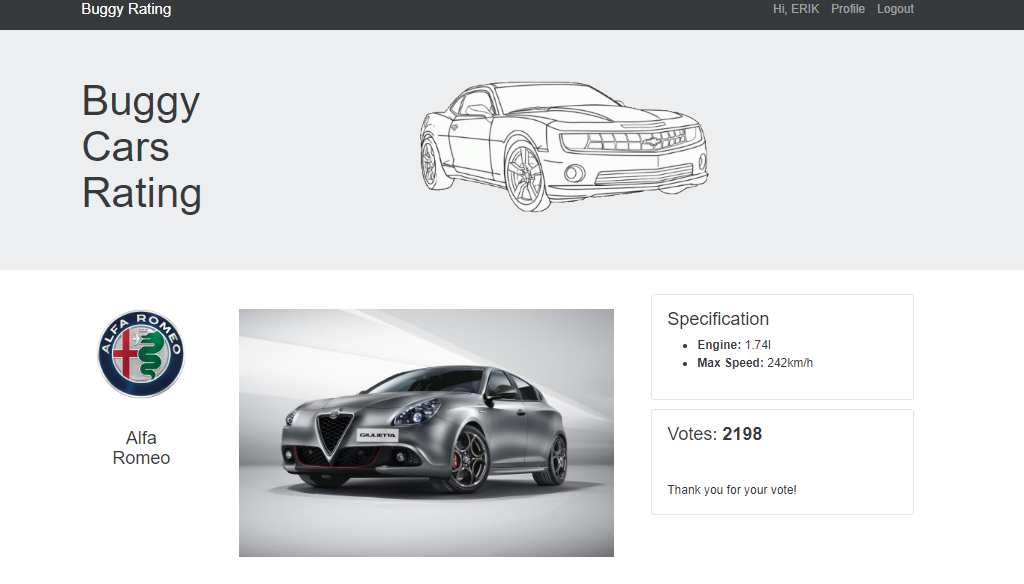 Buggy Rating
Hi, ERIK Profile Logout
Buggy
Cars
Rating
ALFA ROMEO
Alfa
Romeo
GIULIETTA
Specification
Engine: 1.74l
Max Speed: 242km/h
Votes: 2198
Thank you for your vote!